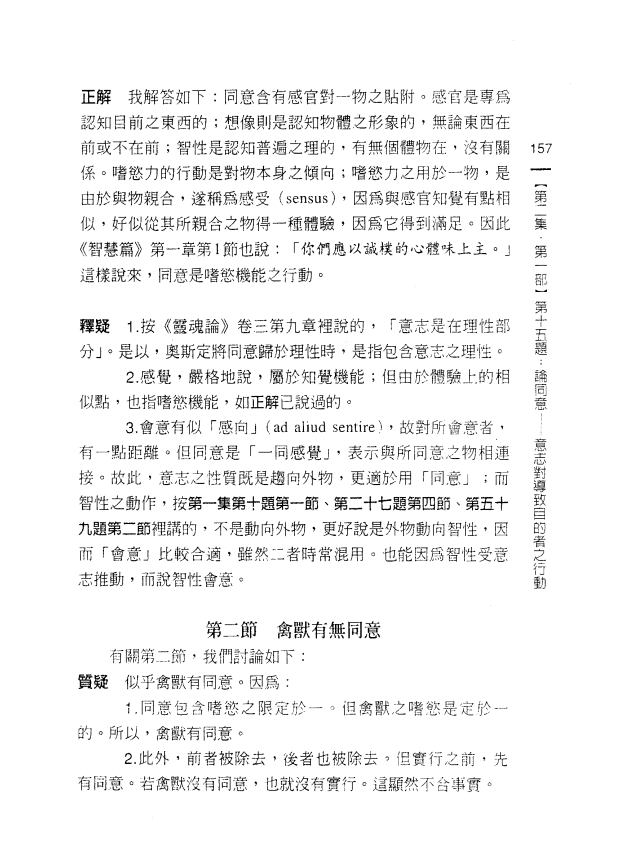 正解　我解答如下：同意含有感官對一物之貼附。感官是專爲
認知目前之東西的；想像則是認知物體之形象的，無論東西在
前或不在前；智性是認知普遍之理的，有無個體物在，沒有關
係。嗜慾力的行動是對物本身之傾向；嗜慾力之用於一物，是
由於與物親合，遂稱爲感受（sensus），因爲與感官知覺有點相
似，好似從其所親合之物得一種體驗，因爲它得到滿足。因此
《智慧篇》第一章第1節也說：「你們應以誠樸的心體味上主。」
這樣說來，同意是嗜慾機能之行動。
釋疑　1.按《靈魂論》卷三第九章裡說的，「意志是在理性部
分」。是以，奧斯定將同意歸於理性時，是指包含意志之理性。
2.感覺，嚴格地說，屬於知覺機能；但由於體驗上的相
似點，也指嗜慾機能，如正解已說過的。
3.會意有似「感向」（ad aliud sentire），故對所會意者，
有一點距離。但同意是「一同感覺」，表示與所同意之物相連
接。故此，意志之性質既是趨向外物，更適於用「同意」；而
智性之動作，按第一集第十題第一節、第二十七題第四節、第五十
九題第二節裡講的，不是動向外物，更好說是外物動向智性，因
而「會意」比較合適，雖然二者時常混用。也能因爲智性受意
志推動，而說智性會意。
第二節　禽獸有無同意
有關第二節，我們討論如下：
質疑　似乎禽獸有同意。因爲：
1.同意包含嗜慾之限定於一。但禽獸之嗜慾是定於一
的。所以，禽獸有同意。
2.此外，前者被除去，後者也被除去。但實行之前，先
有同意。若禽獸沒有同意，也就沒有實行。這顯然不合事實。
157
【第二集．第一部】第十五題：論同意——意志對導致目的者之行動